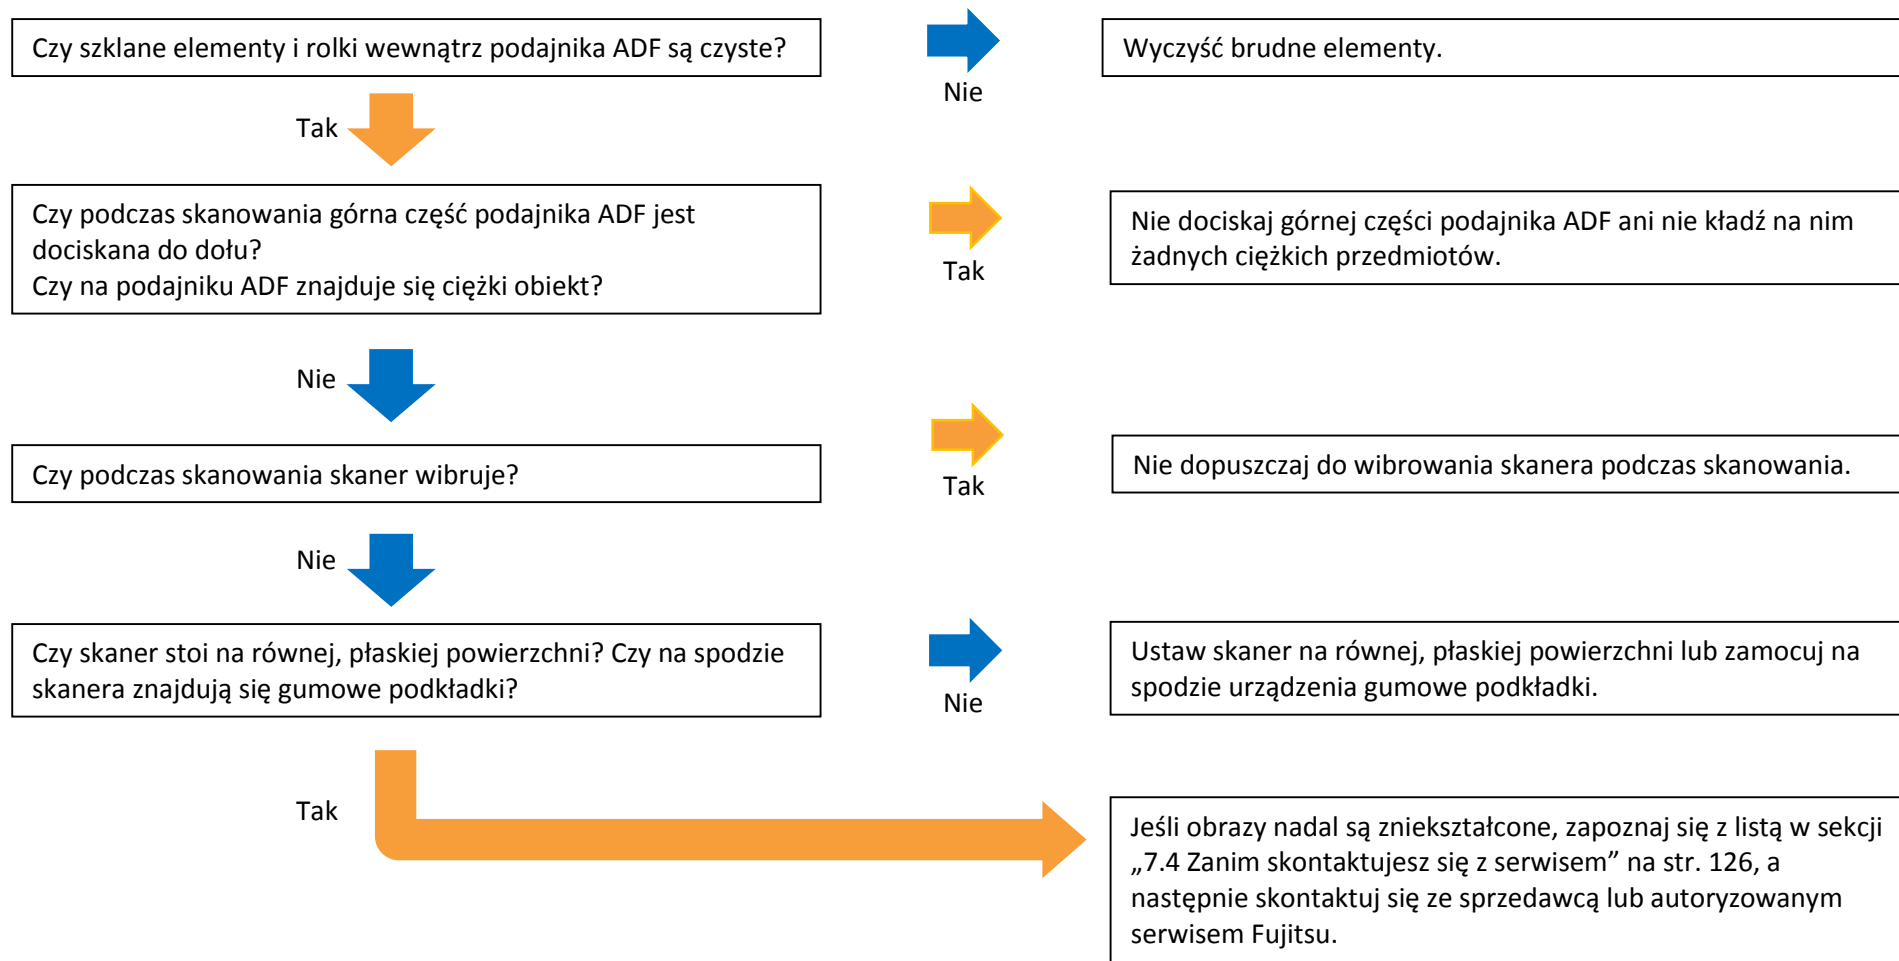 Czy szklane elementy i rolki wewnątrz podajnika ADF są czyste?
Nie
Wyczyść brudne elementy.
Tak
Czy podczas skanowania górna część podajnika ADF jest
dociskana do dołu?
Czy na podajniku ADF znajduje się ciężki obiekt?
Tak
Nie dociskaj górnej części podajnika ADF ani nie kładź na nim
żadnych ciężkich przedmiotów.
Nie
Czy podczas skanowania skaner wibruje?
Tak
Nie dopuszczaj do wibrowania skanera podczas skanowania.
Nie
Czy skaner stoi na równej, płaskiej powierzchni? Czy na spodzie
skanera znajdują się gumowe podkładki?
Nie
Ustaw skaner na równej, płaskiej powierzchni lub zamocuj na
spodzie urządzenia gumowe podkładki.
Tak
Jeśli obrazy nadal są zniekształcone, zapoznaj się z listą w sekcji
„7.4 Zanim skontaktujesz się z serwisem” na str. 126, a
następnie skontaktuj się ze sprzedawcą lub autoryzowanym
serwisem Fujitsu.